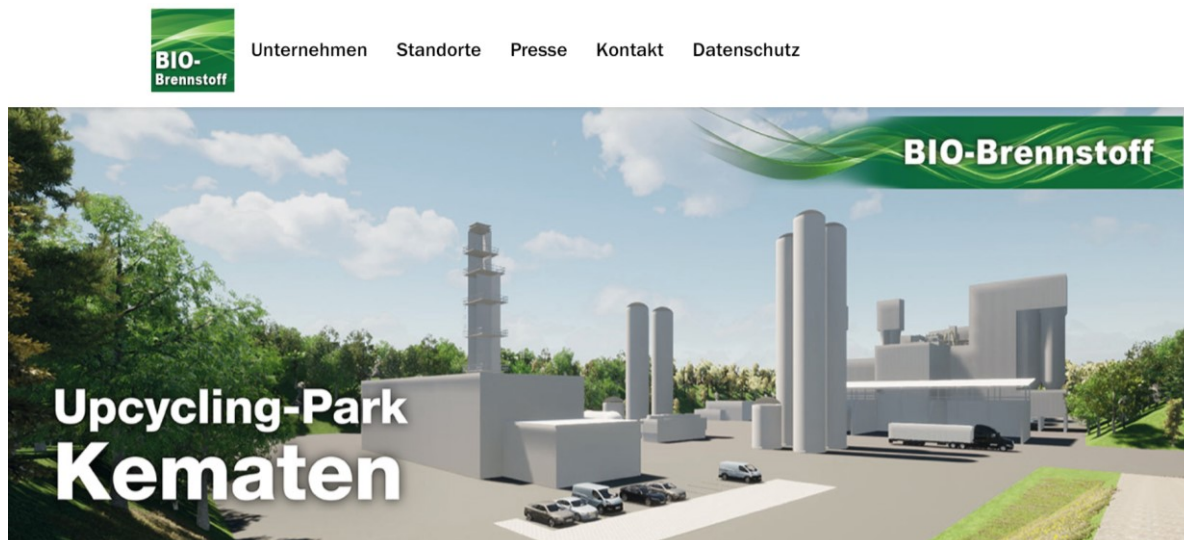 BIO-
Brennstoff
Unternehmen Standorte Presse Kontakt Datenschutz
BIO-Brennstoff
Upcycling-Park
Kematen